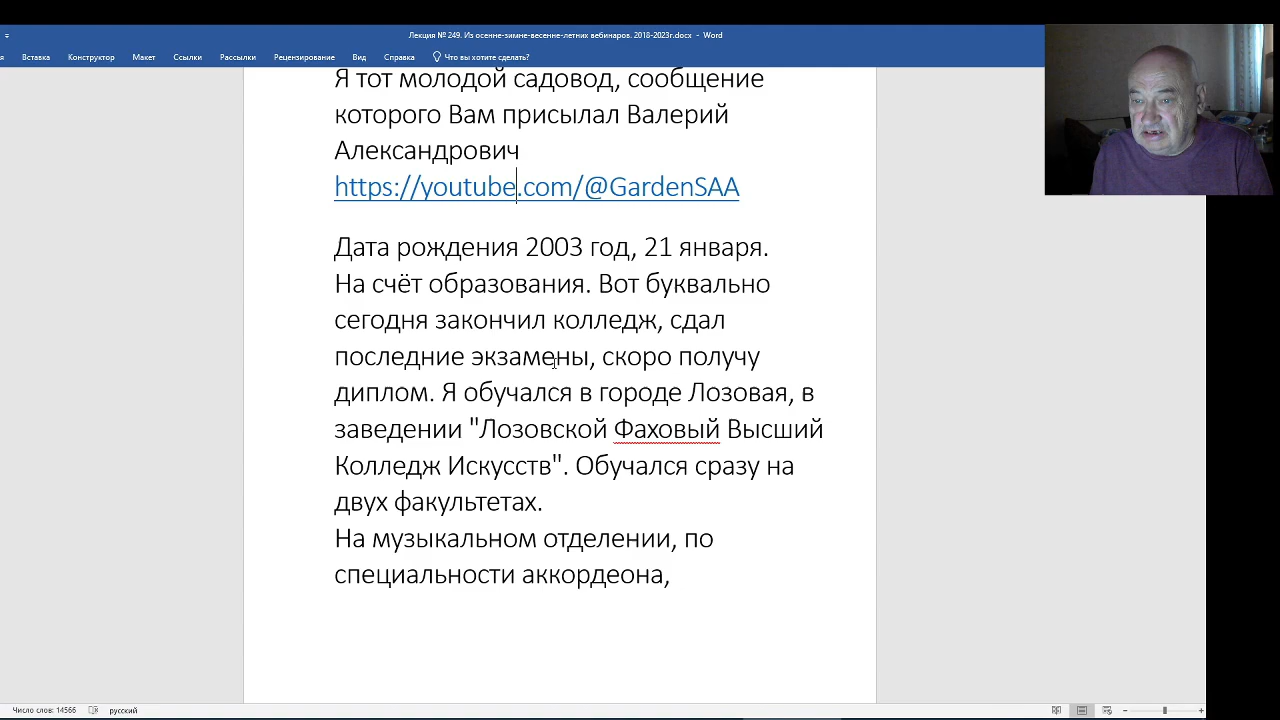 Лекция № 249. Из осенне-зимне-весенне-летних вебинаров. 2018-2023г.docx - Word
я Вставка Конструктор Макет Ссылки Рассылки Рецензирование Вид Справка Что вы хотите сделать?
Я тот молодой садовод, сообщение
которого Вам присылал Валерий
Александрович
https://youtube.com/@GardenSAA
Дата рождения 2003 год, 21 января.
На счёт образования. Вот буквально
сегодня закончил колледж, сдал
последние экзамены, скоро получу
диплом. Я обучался в городе Лозовая, в
заведении "Лозовской Фаховый Высший
Колледж Искусств". Обучался сразу на
двух факультетах.
На музыкальном отделении, по
специальности аккордеона,
Число слов: 14566 русский